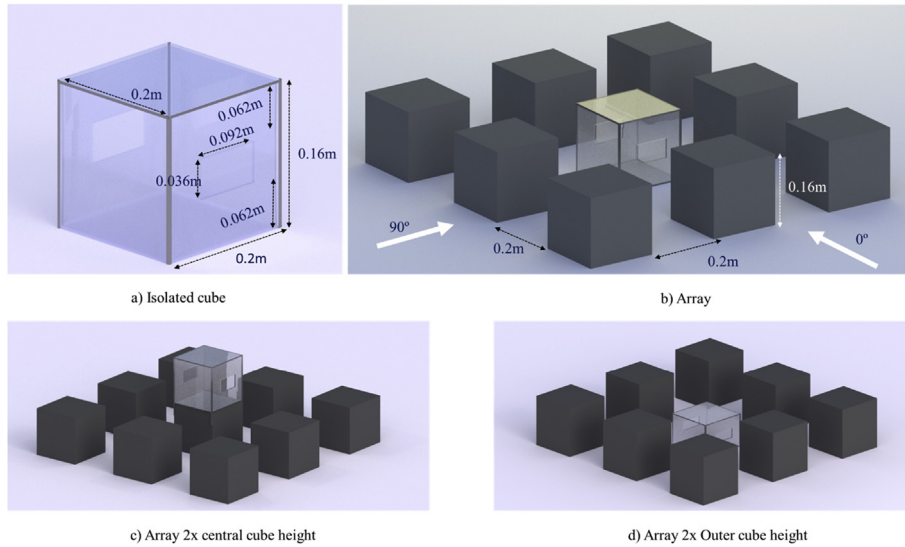 0.2m
0.062m
0.092m
0.16m
0.036m
0.062m
0.2m
a) Isolated cube
90º
0.2m
0.2m
0.16m
0º
b) Array
c) Array 2x central cube height
d) Array 2x Outer cube height